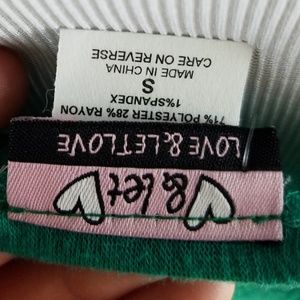 & let
LOVE & LET LOVE
71% POLYESTER 28% RAYON
1%SPANDEX
S
MADE IN CHINA
CARE ON REVERSE